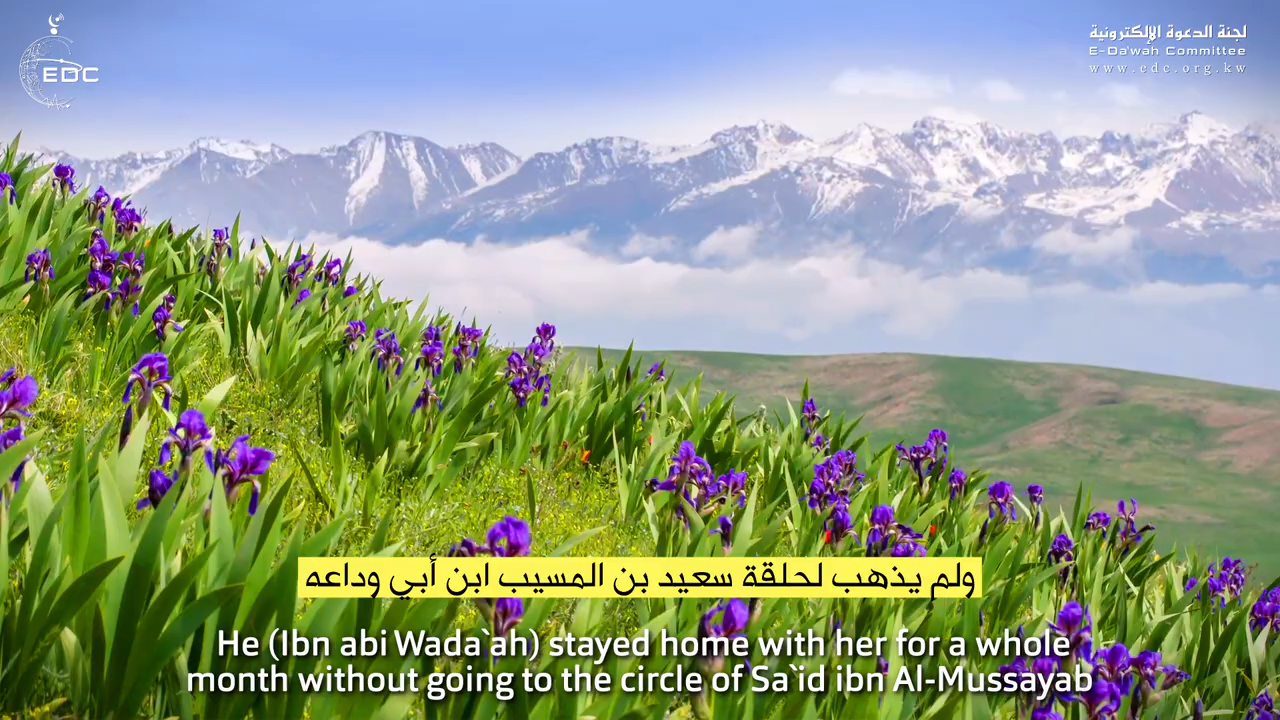 EDC
لجنة الدعوة الإلكترونية
E-Da'wah Committee
www.edc.org.kw
ولم يذهب لحلقة سعيد بن المسيب ابن أبي وداعه
He (Ibn abi Wada`ah) stayed home with her for a whole
month without going to the circle of Sa`id ibn Al-Mussayab